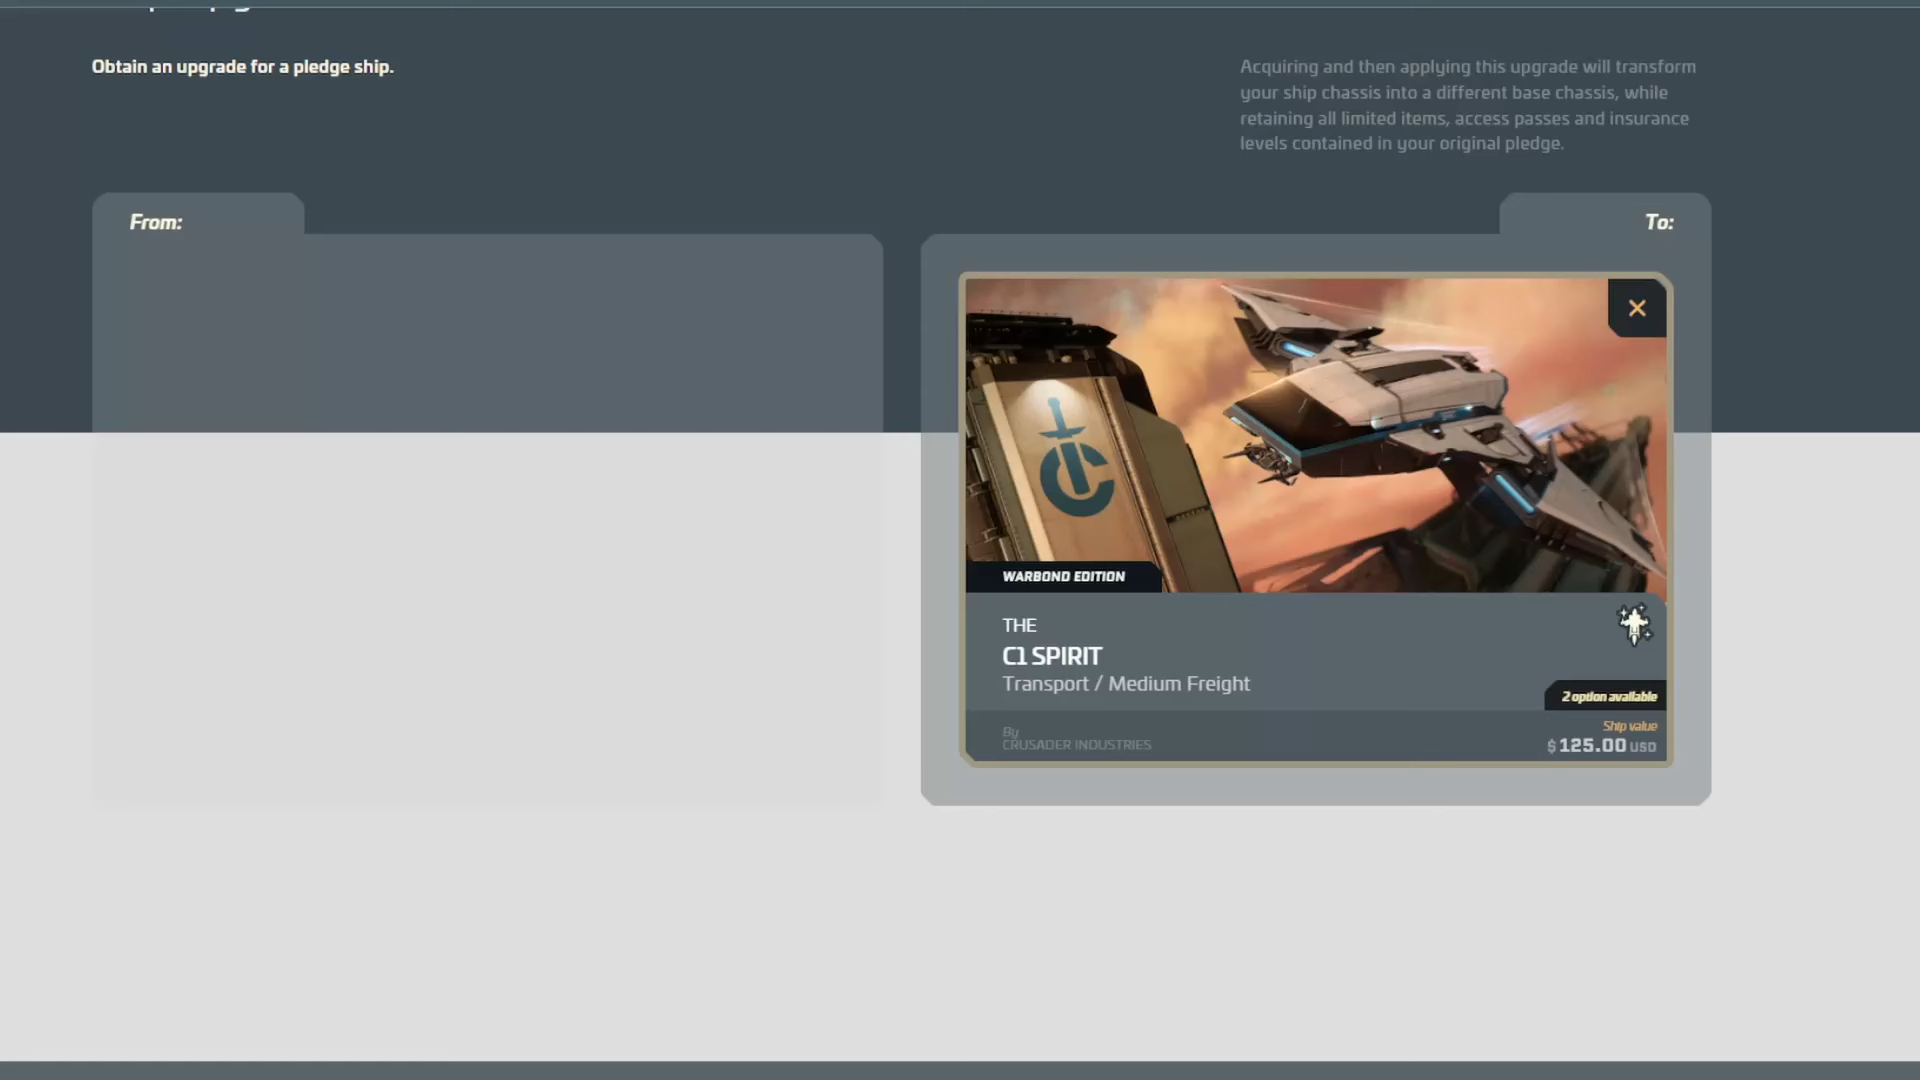 Obtain an upgrade for a pledge ship.
Acquiring and then applying this upgrade will transform
your ship chassis into a different base chassis, while
retaining all limited items, access passes and insurance
levels contained in your original pledge.
From:
To:
WARBOND EDITION
THE
C1 SPIRIT
Transport / Medium Freight
2 option available
By
CRUSADER INDUSTRIES
Ship value
$125.00 USD